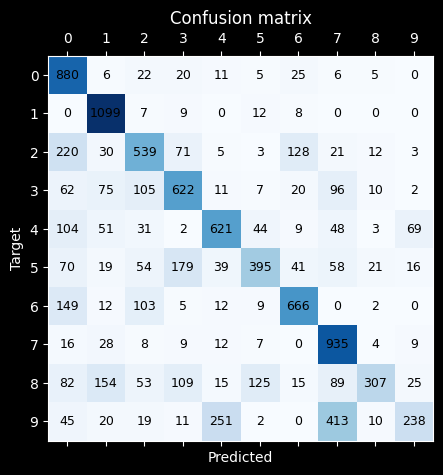 Confusion matrix
0 1 2 3 4 5 6 7 8 9
0 880 6 22 20 11 5 25 6 5 0
1 0 1099 7 9 0 12 8 0 0 0
2 220 30 539 71 5 3 128 21 12 3
3 62 75 105 622 11 7 20 96 10 2
4 104 51 31 2 621 44 9 48 3 69
Target
5 70 19 54 179 39 395 41 58 21 16
6 149 12 103 5 12 9 666 0 2 0
7 16 28 8 9 12 7 0 935 4 9
8 82 154 53 109 15 125 15 89 307 25
9 45 20 19 11 251 2 0 413 10 238
Predicted